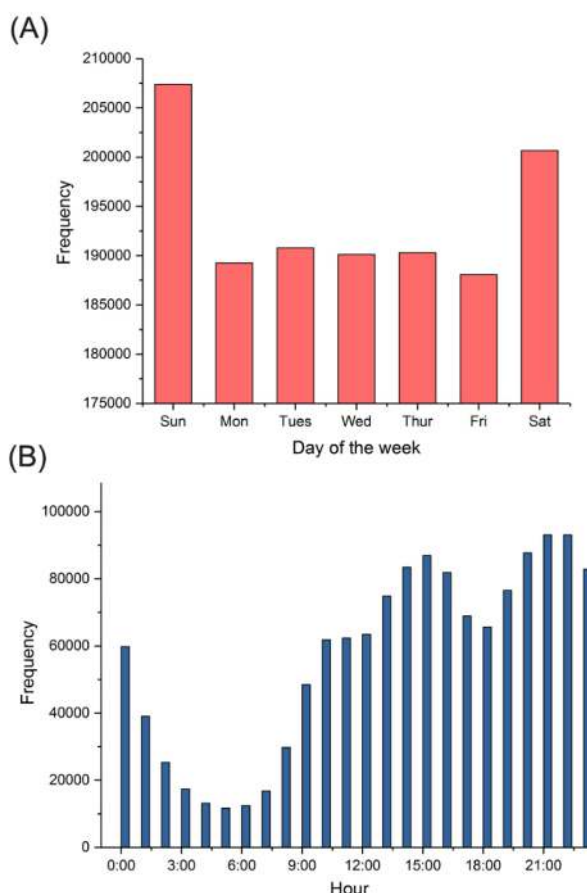 (A)
210000
205000
200000
195000
190000
185000
180000
175000
Frequency
Sun Mon Tues Wed Thur Fri Sat
Day of the week
(B)
100000
80000
60000
40000
20000
0
Frequency
0:00 3:00 6:00 9:00 12:00 15:00 18:00 21:00
Hour